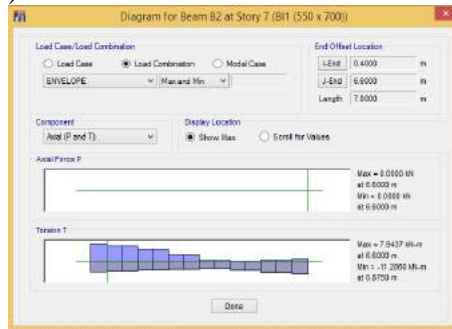 Diagram for Beam B2 at Story 7 (BI1 (550 x 700))
Load Case/Load Combination
Load Case
Load Combination
Modal Case
ENVELOPE
Max and Min
End Offset Location
I-End
0.4000
m
J-End
6.6000
m
Length
7.0000
m
Component
Axial (P and T)
Display Location
Show Max
Scroll for Values
Axial Force P
Max = 0.0000 kN
at 6.6000 m
Min = 0.0000 kN
at 6.6000 m
Torsion T
Max = 7.9437 kN-m
at 6.6000 m
Min = -11.2860 kN-m
at 0.8750 m
Done